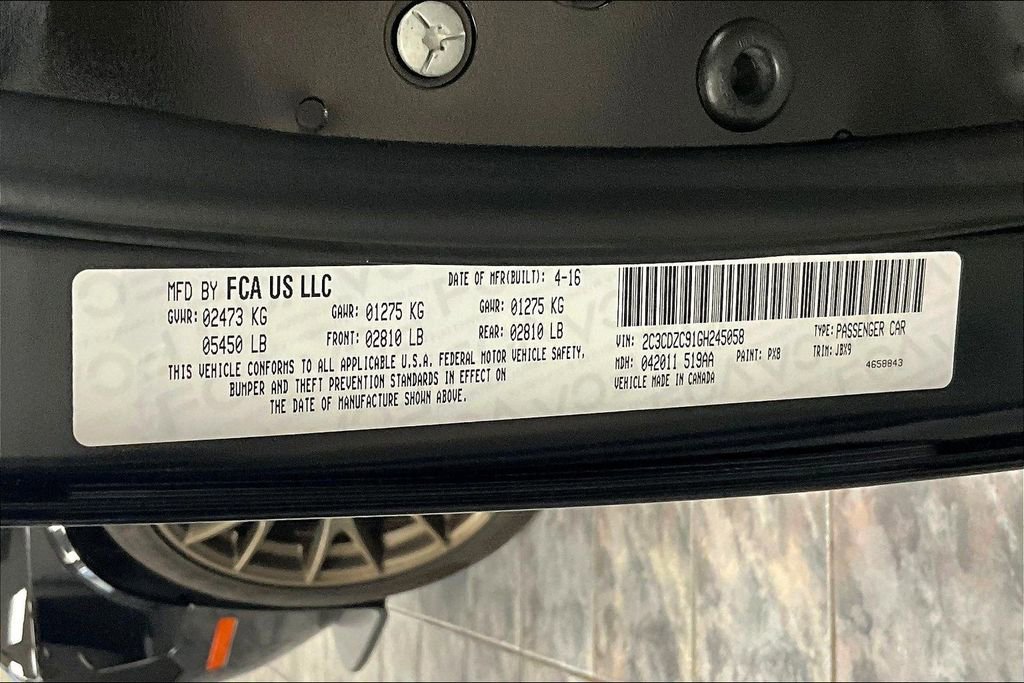 MFD BY FCA US LLC DATE OF MFR(BUILT): 4-16
GVWR: 02473 KG GAWR: 01275 KG GAWR: 01275 KG
05450 LB FRONT: 02810 LB REAR: 02810 LB
THIS VEHICLE CONFORMS TO ALL APPLICABLE U.S.A. FEDERAL MOTOR VEHICLE SAFETY,
BUMPER AND THEFT PREVENTION STANDARDS IN EFFECT ON
THE DATE OF MANUFACTURE SHOWN ABOVE.
VIN: 2C3CDZC91GH245058 TYPE: PASSENGER CAR
MDH: 042011 519AA PAINT: PX8 TRIM: JBX9
VEHICLE MADE IN CANADA 4658843